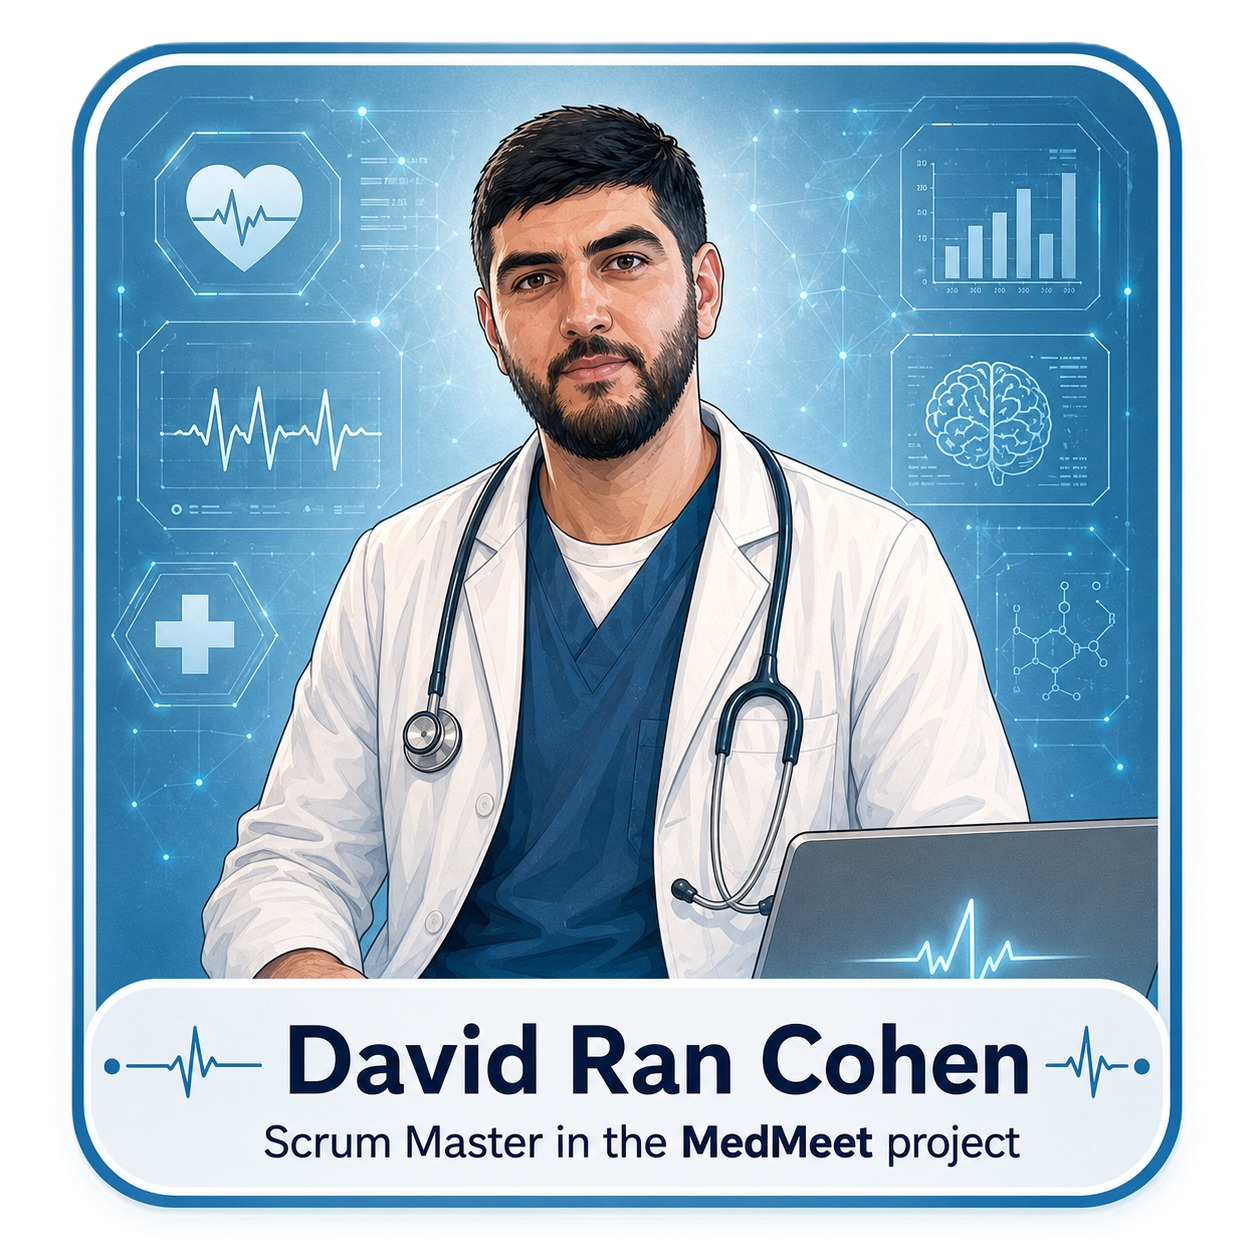 David Ran Cohen
Scrum Master in the MedMeet project